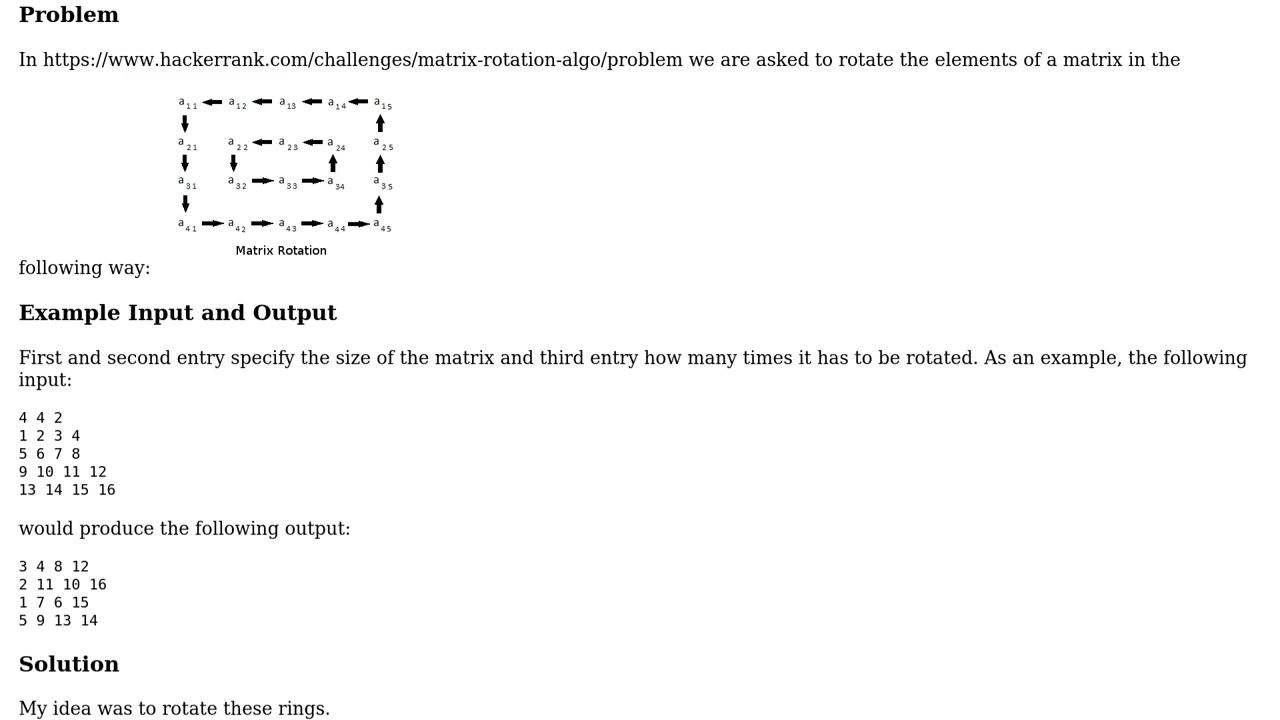 Problem
In https://www.hackerrank.com/challenges/matrix-rotation-algo/problem we are asked to rotate the elements of a matrix in the
a11 a12 a13 a14 a15
a21 a22 a23 a24 a25
a31 a32 a33 a34 a35
a41 a42 a43 a44 a45
Matrix Rotation
following way:
Example Input and Output
First and second entry specify the size of the matrix and third entry how many times it has to be rotated. As an example, the following
input:
4 4 2
1 2 3 4
5 6 7 8
9 10 11 12
13 14 15 16
would produce the following output:
3 4 8 12
2 11 10 16
1 7 6 15
5 9 13 14
Solution
My idea was to rotate these rings.